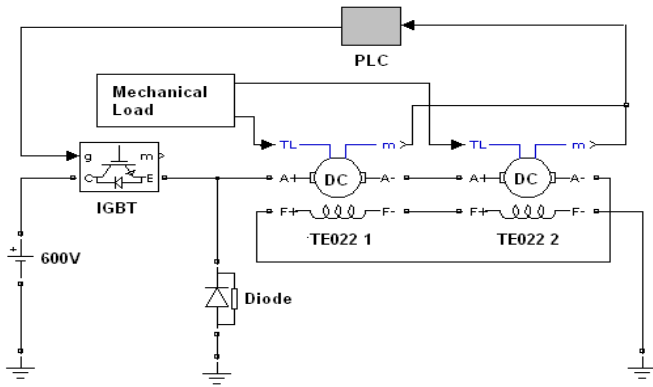 PLC
Mechanical
Load
TL m TL m
g m
C E
A+ DC A- A+ DC A-
IGBT
F+ F- F+ F-
TE022 1 TE022 2
+
600V
Diode